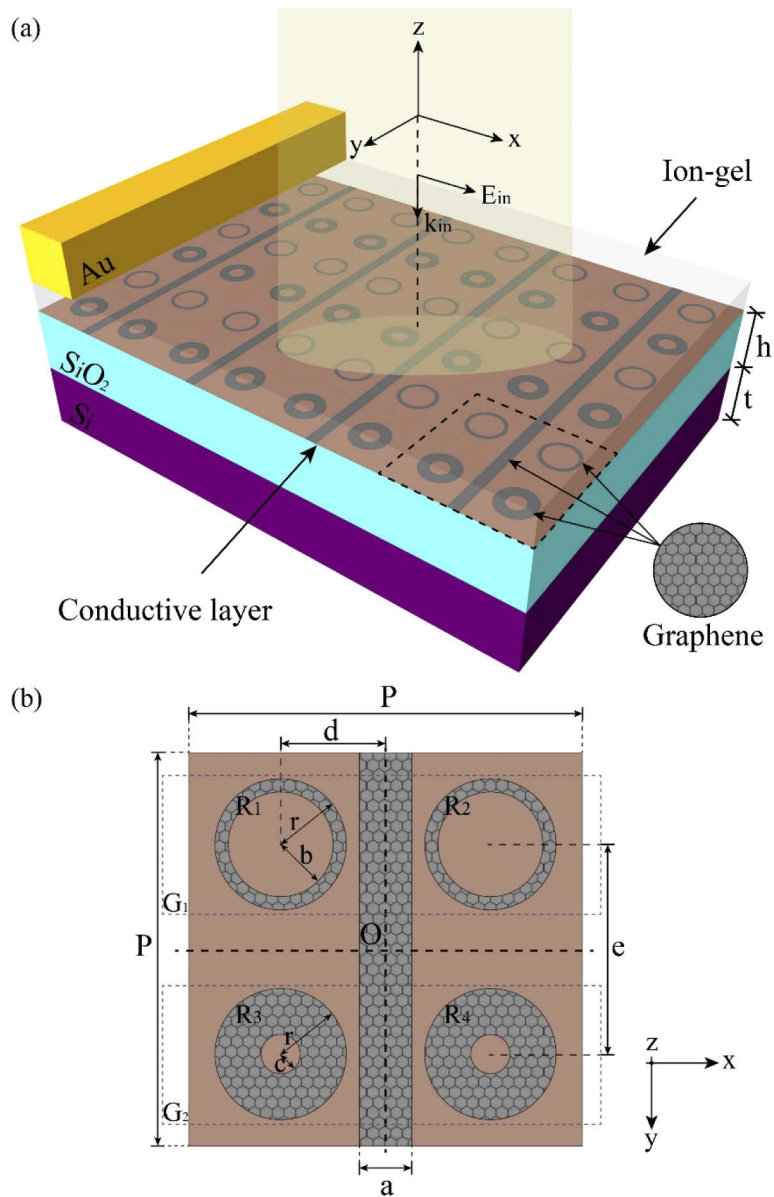 (a)
z
y
x
Ein
kin
Ion-gel
Au
SiO2
Si
h
t
Conductive layer
Graphene
(b)
P
d
R1
R2
r
b
G1
O
P
e
R3
R4
r
c
G2
z
x
y
a